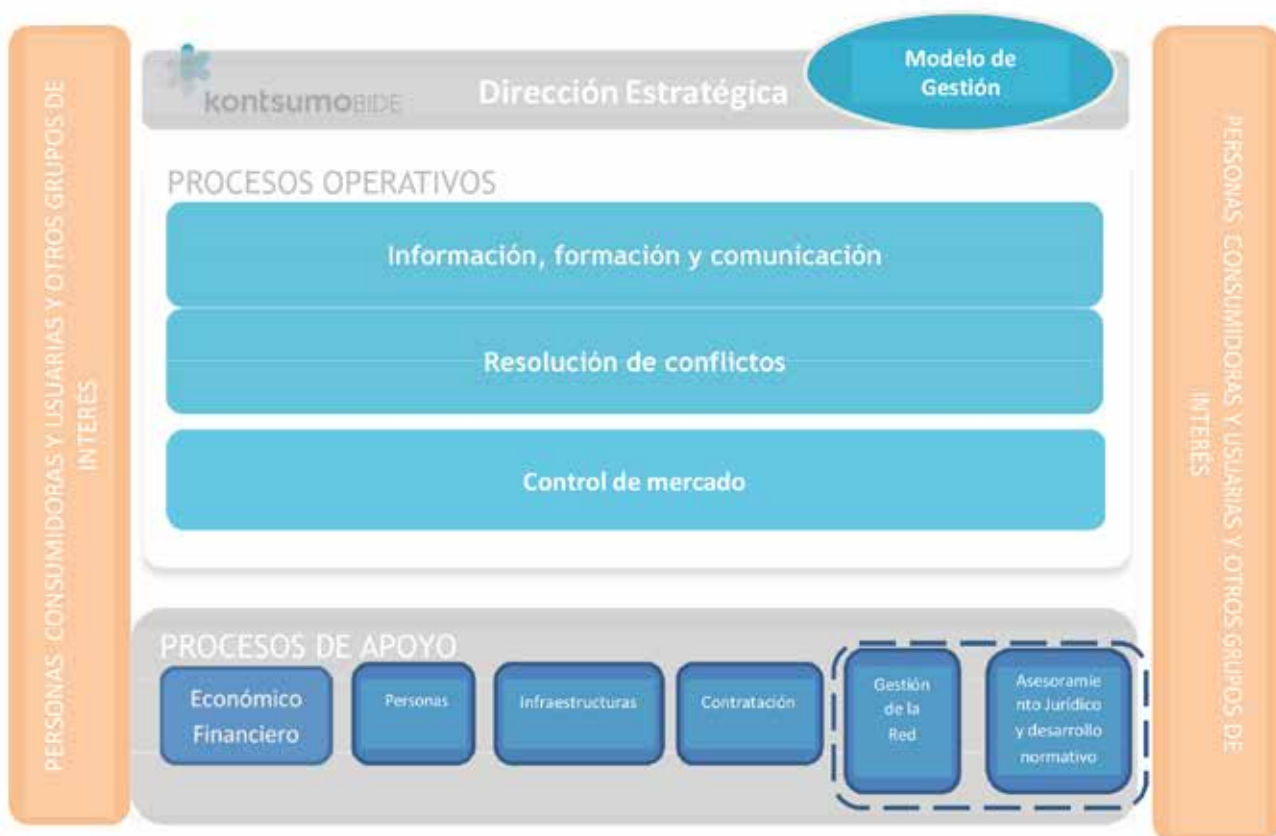 PERSONAS CONSUMIDORAS Y USUARIAS Y OTROS GRUPOS DE
INTERES
kontsumoBIDE
Dirección Estratégica
Modelo de
Gestión
PROCESOS OPERATIVOS
Información, formación y comunicación
Resolución de conflictos
Control de mercado
PROCESOS DE APOYO
Económico
Financiero
Personas
Infraestructuras
Contratación
Gestión
de la
Red
Asesoramie
nto Jurídico
y desarrollo
normativo
PERSONAS CONSUMIDORAS Y USUARIAS Y OTROS GRUPOS DE
INTERÉS